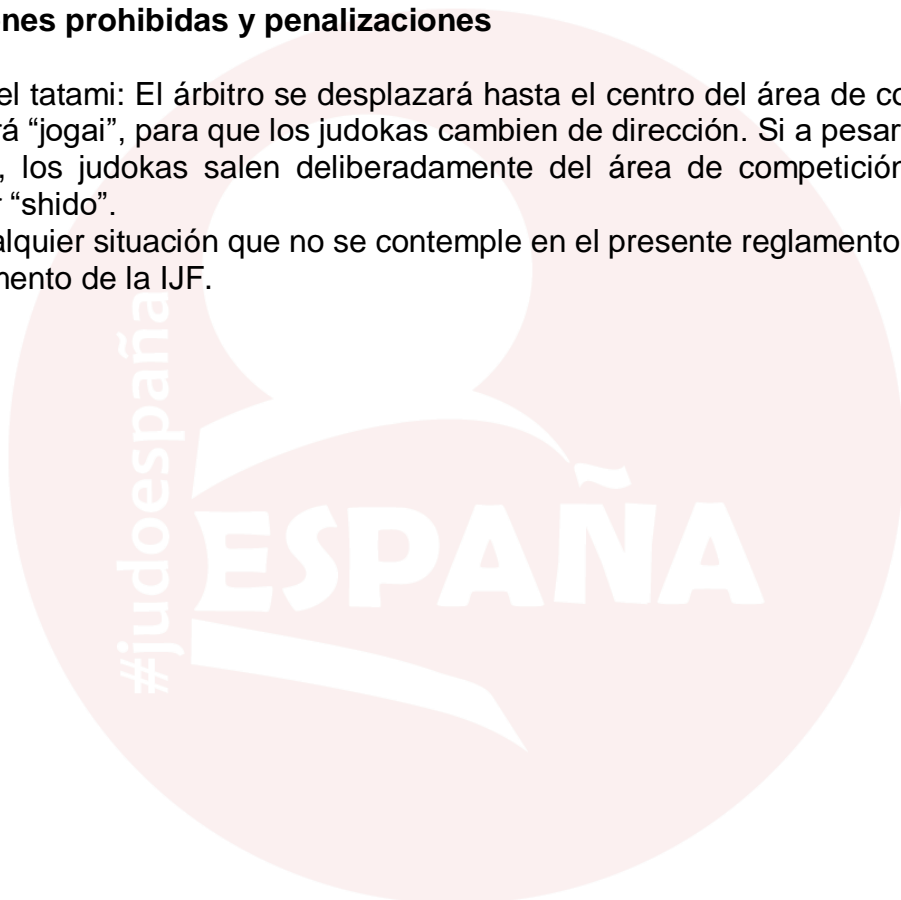 nes prohibidas y penalizaciones
el tatami: El árbitro se desplazará hasta el centro del área de co
rá “jogai”, para que los judokas cambien de dirección. Si a pesar
, los judokas salen deliberadamente del área de competición
“shido”.
alquier situación que no se contemple en el presente reglamento
mento de la IJF.
#judoespaña
ESPAÑA